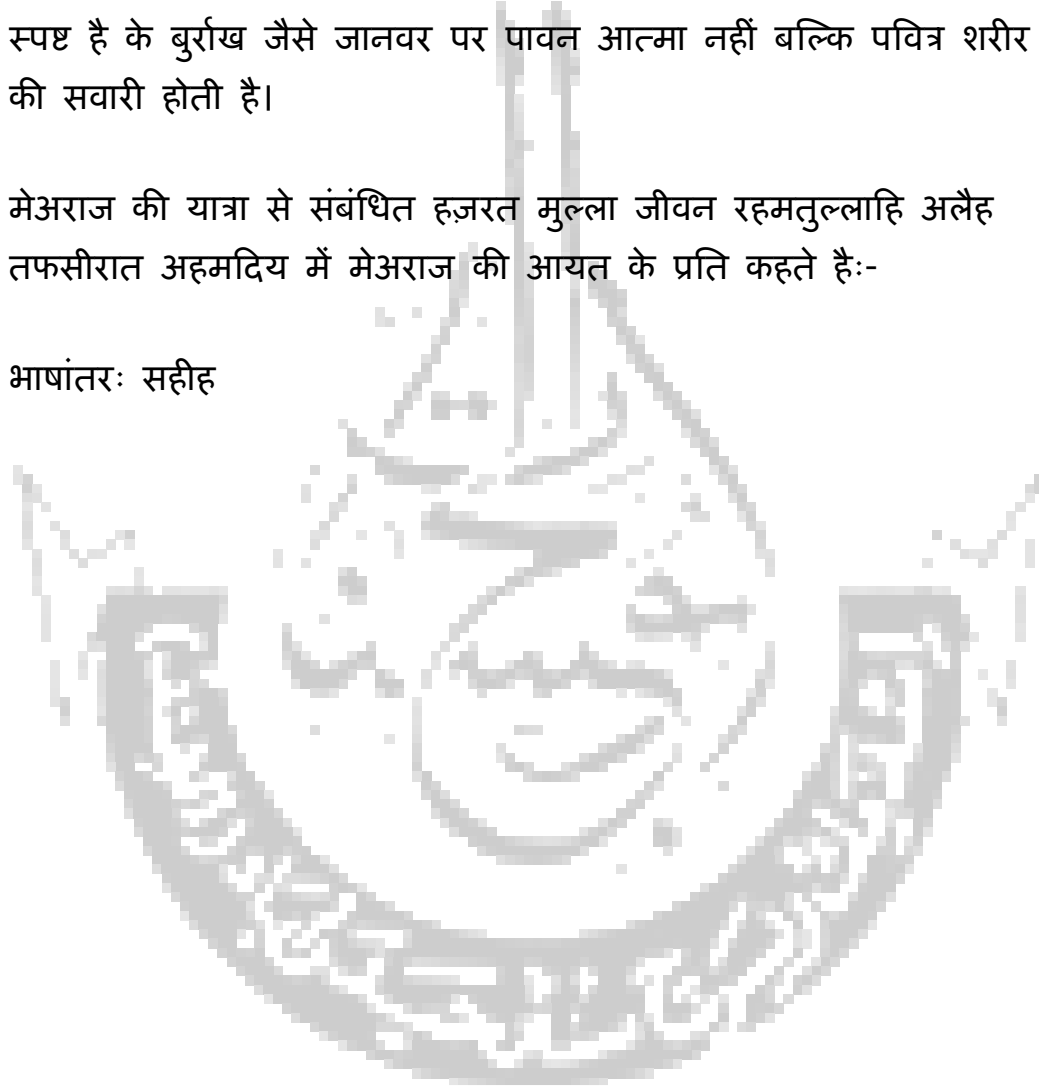 स्पष्ट है के बुर्राख जैसे जानवर पर पावन आत्मा नहीं बल्कि पवित्र शरीर
की सवारी होती है।
मेअराज की यात्रा से संबंधित हज़रत मुल्ला जीवन रहमतुल्लाहि अलैह
तफसीरात अहमदिय में मेअराज की आयत के प्रति कहते हैः-
भाषांतरः सहीह